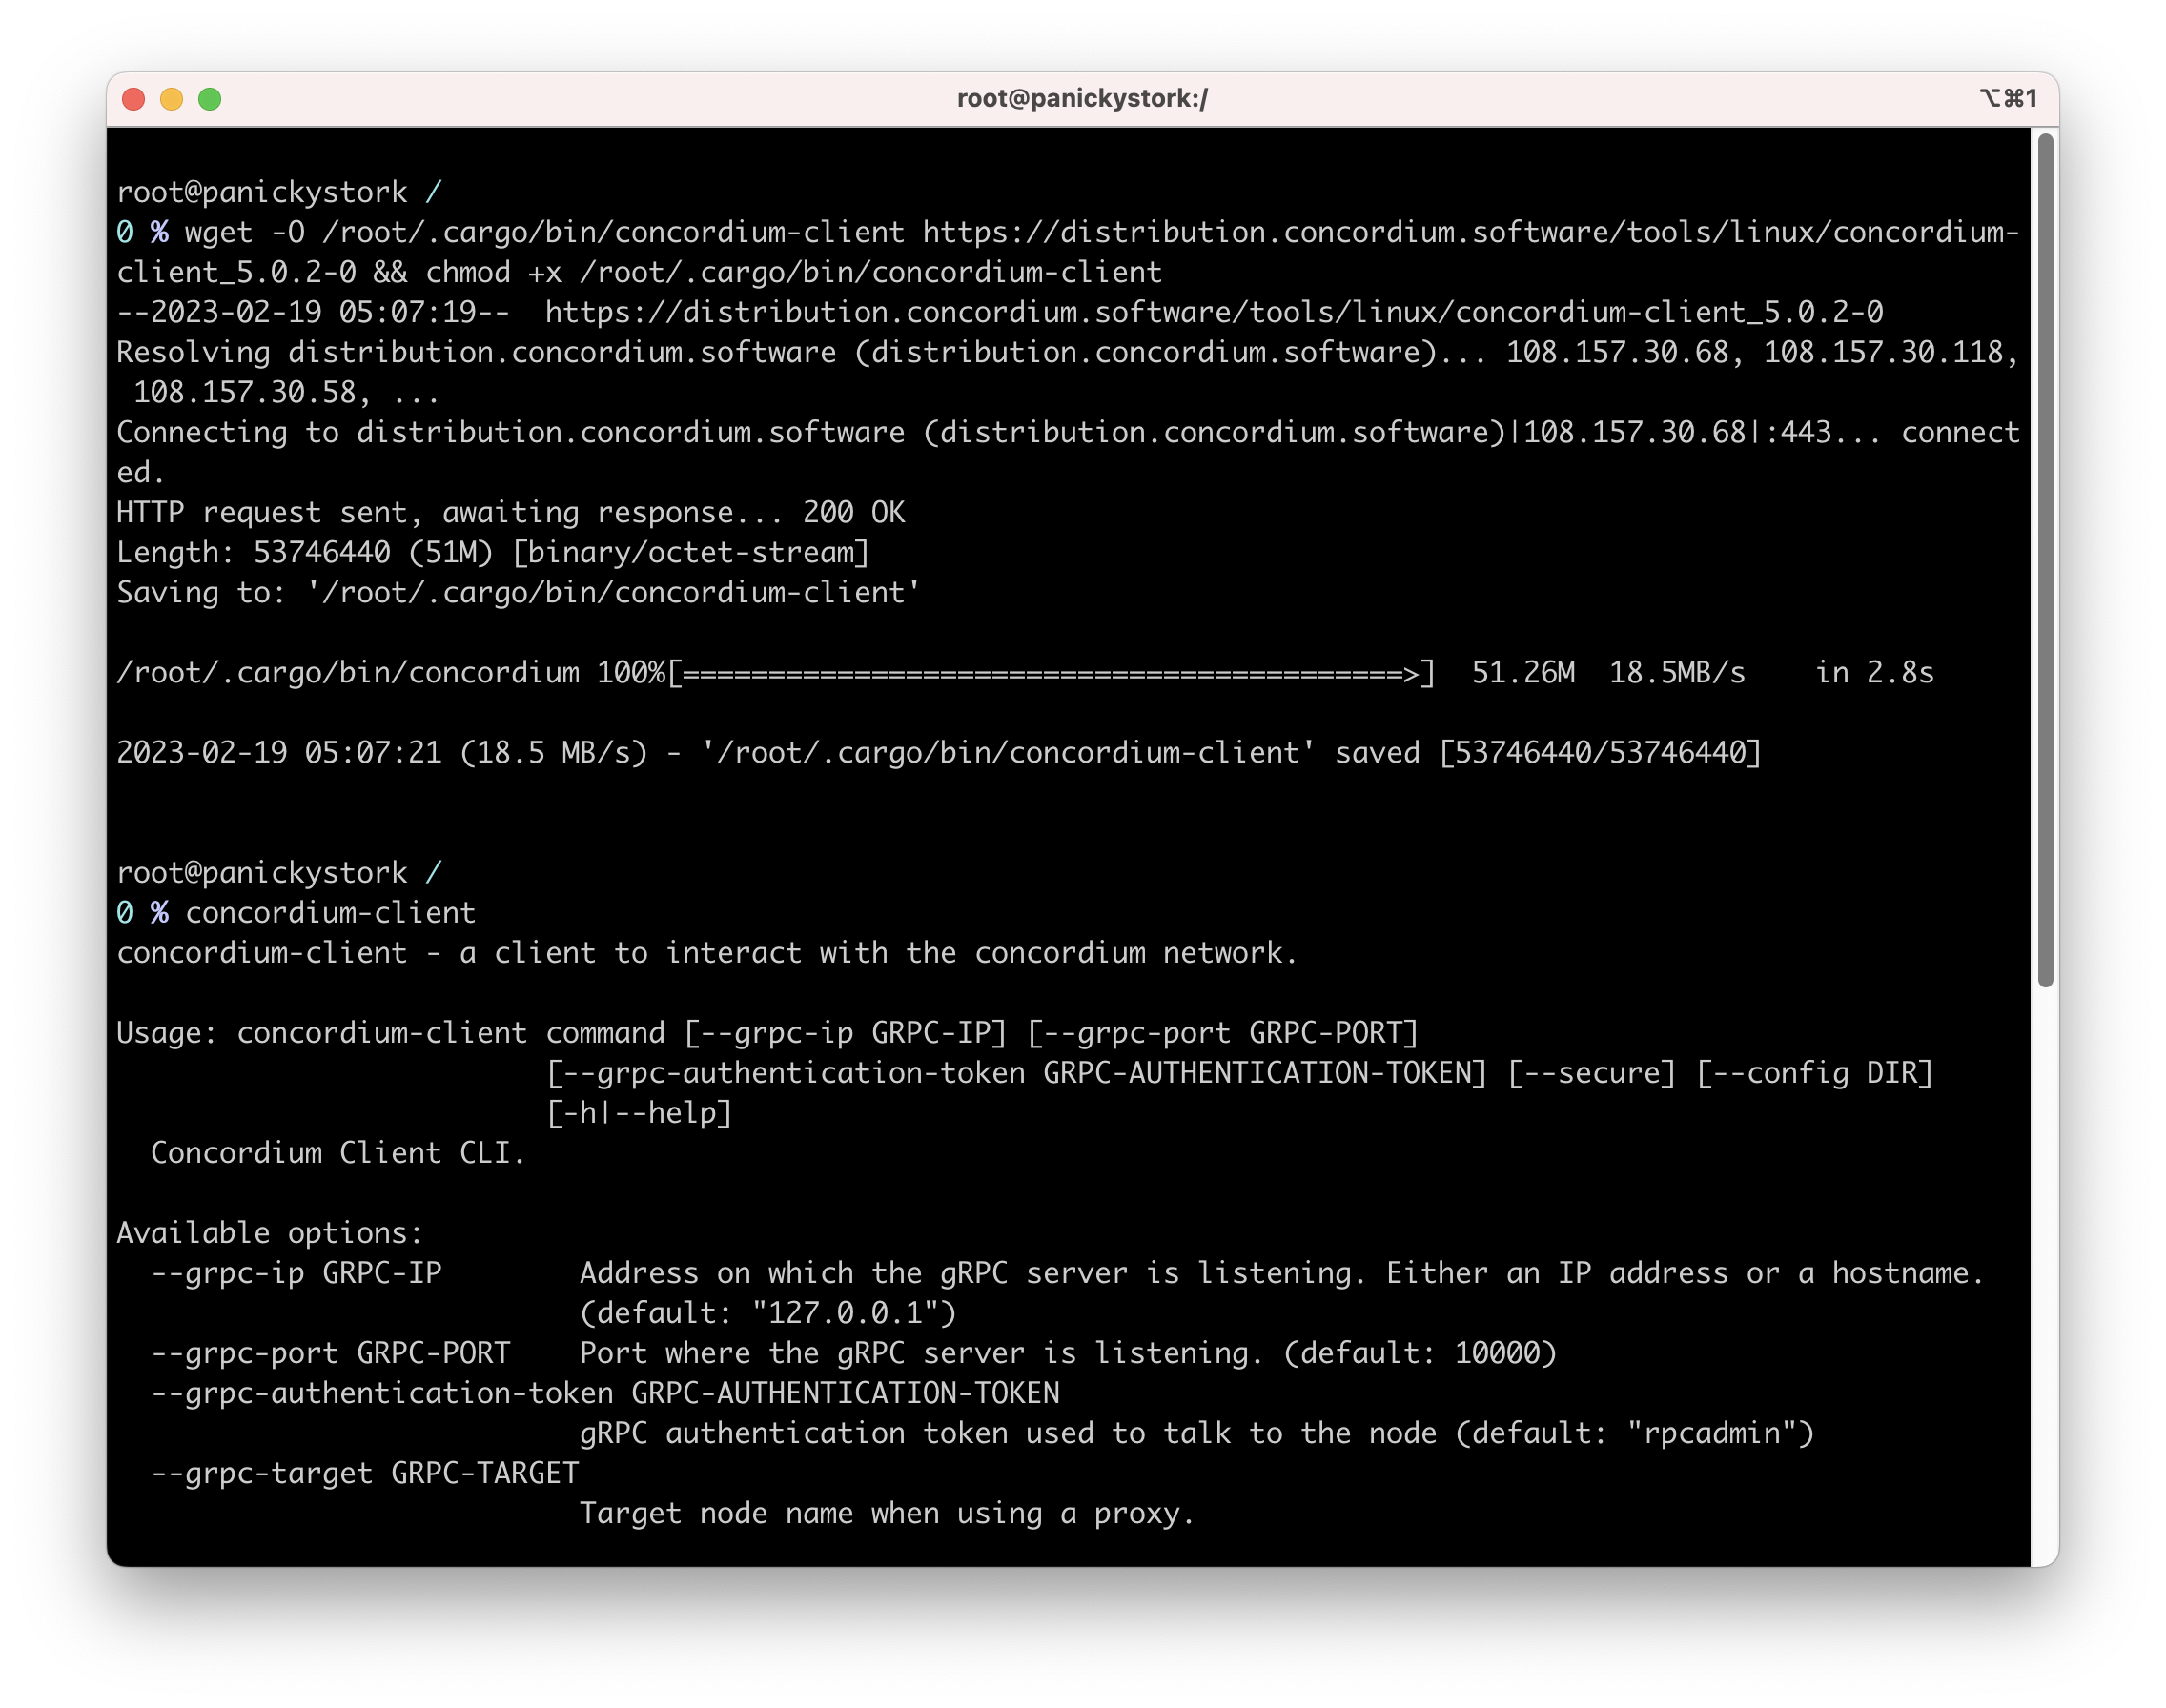 root@panickystork:/
⌥⌘1
root@panickystork /
0 % wget -O /root/.cargo/bin/concordium-client https://distribution.concordium.software/tools/linux/concordium-
client_5.0.2-0 && chmod +x /root/.cargo/bin/concordium-client
--2023-02-19 05:07:19--  https://distribution.concordium.software/tools/linux/concordium-client_5.0.2-0
Resolving distribution.concordium.software (distribution.concordium.software)... 108.157.30.68, 108.157.30.118,
 108.157.30.58, ...
Connecting to distribution.concordium.software (distribution.concordium.software)|108.157.30.68|:443... connect
ed.
HTTP request sent, awaiting response... 200 OK
Length: 53746440 (51M) [binary/octet-stream]
Saving to: '/root/.cargo/bin/concordium-client'
/root/.cargo/bin/concordium 100%[==========================================>]  51.26M  18.5MB/s    in 2.8s
2023-02-19 05:07:21 (18.5 MB/s) - '/root/.cargo/bin/concordium-client' saved [53746440/53746440]
root@panickystork /
0 % concordium-client
concordium-client - a client to interact with the concordium network.
Usage: concordium-client command [--grpc-ip GRPC-IP] [--grpc-port GRPC-PORT]
                         [--grpc-authentication-token GRPC-AUTHENTICATION-TOKEN] [--secure] [--config DIR]
                         [-h|--help]
  Concordium Client CLI.
Available options:
  --grpc-ip GRPC-IP        Address on which the gRPC server is listening. Either an IP address or a hostname.
                           (default: "127.0.0.1")
  --grpc-port GRPC-PORT    Port where the gRPC server is listening. (default: 10000)
  --grpc-authentication-token GRPC-AUTHENTICATION-TOKEN
                           gRPC authentication token used to talk to the node (default: "rpcadmin")
  --grpc-target GRPC-TARGET
                           Target node name when using a proxy.